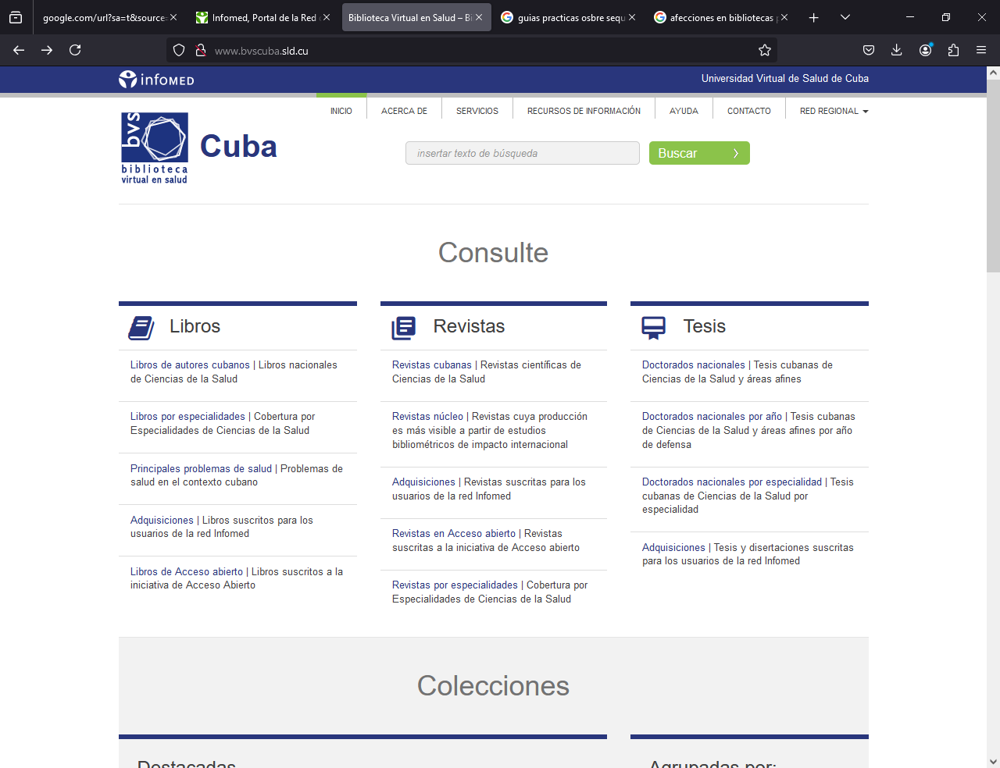 google.com/url?sa=t&source
Infomed, Portal de la Red
Biblioteca Virtual en Salud – Bi
guias practicas osbre sequ
afecciones en bibliotecas
www.bvscuba.sld.cu
infoMED
Universidad Virtual de Salud de Cuba
INICIO
ACERCA DE
SERVICIOS
RECURSOS DE INFORMACIÓN
AYUDA
CONTACTO
RED REGIONAL
bvs
biblioteca
virtual en salud
Cuba
insertar texto de búsqueda
Buscar
Consulte
Libros
Libros de autores cubanos | Libros nacionales
de Ciencias de la Salud
Libros por especialidades | Cobertura por
Especialidades de Ciencias de la Salud
Principales problemas de salud | Problemas de
salud en el contexto cubano
Adquisiciones | Libros suscritos para los
usuarios de la red Infomed
Libros de Acceso abierto | Libros suscritos a la
iniciativa de Acceso Abierto
Revistas
Revistas cubanas | Revistas científicas de
Ciencias de la Salud
Revistas núcleo | Revistas cuya producción
es más visible a partir de estudios
bibliométricos de impacto internacional
Adquisiciones | Revistas suscritas para los
usuarios de la red Infomed
Revistas en Acceso abierto | Revistas
suscritas a la iniciativa de Acceso abierto
Revistas por especialidades | Cobertura por
Especialidades de Ciencias de la Salud
Tesis
Doctorados nacionales | Tesis cubanas de
Ciencias de la Salud y áreas afines
Doctorados nacionales por año | Tesis cubanas
de Ciencias de la Salud y áreas afines por año
de defensa
Doctorados nacionales por especialidad | Tesis
cubanas de Ciencias de la Salud por
especialidad
Adquisiciones | Tesis y disertaciones suscritas
para los usuarios de la red Infomed
Colecciones
Destacadas
Agrupadas por: